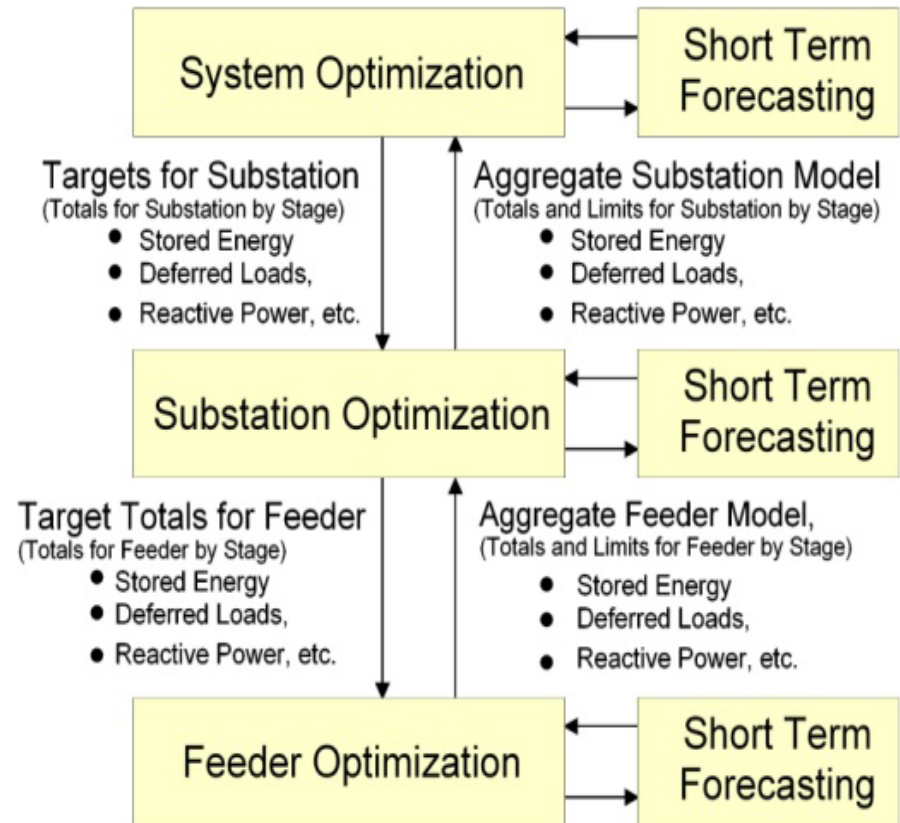 System Optimization
Short Term
Forecasting
Targets for Substation
(Totals for Substation by Stage)
● Stored Energy
● Deferred Loads,
● Reactive Power, etc.
Aggregate Substation Model
(Totals and Limits for Substation by Stage)
● Stored Energy
● Deferred Loads,
● Reactive Power, etc.
Substation Optimization
Short Term
Forecasting
Target Totals for Feeder
(Totals for Feeder by Stage)
● Stored Energy
● Deferred Loads,
● Reactive Power, etc.
Aggregate Feeder Model,
(Totals and Limits for Feeder by Stage)
● Stored Energy
● Deferred Loads,
● Reactive Power, etc.
Feeder Optimization
Short Term
Forecasting